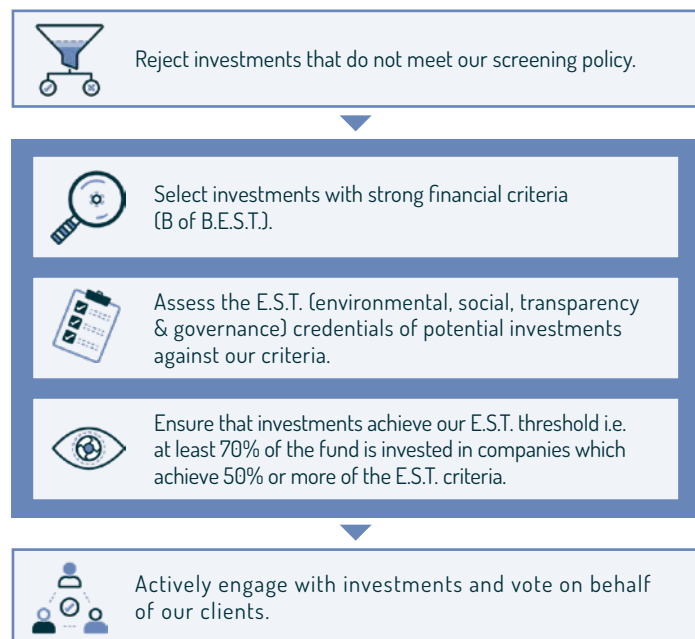 Reject investments that do not meet our screening policy.
Select investments with strong financial criteria
(B of B.E.S.T.).
Assess the E.S.T. (environmental, social, transparency
& governance) credentials of potential investments
against our criteria.
Ensure that investments achieve our E.S.T. threshold i.e.
at least 70% of the fund is invested in companies which
achieve 50% or more of the E.S.T. criteria.
Actively engage with investments and vote on behalf
of our clients.